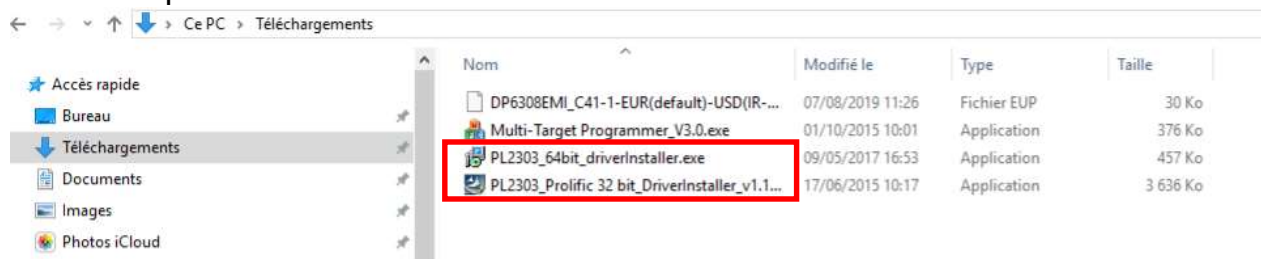 Ce PC > Téléchargements
Nom Modifié le Type Taille
Accès rapide
Bureau
Téléchargements
Documents
Images
Photos iCloud
DP6308EMI_C41-1-EUR(default)-USD(IR-... 07/08/2019 11:26 Fichier EUP 30 Ko
Multi-Target Programmer_V3.0.exe 01/10/2015 10:01 Application 376 Ko
PL2303_64bit_driverInstaller.exe 09/05/2017 16:53 Application 457 Ko
PL2303_Prolific 32 bit_DriverInstaller_v1.1... 17/06/2015 10:17 Application 3 636 Ko